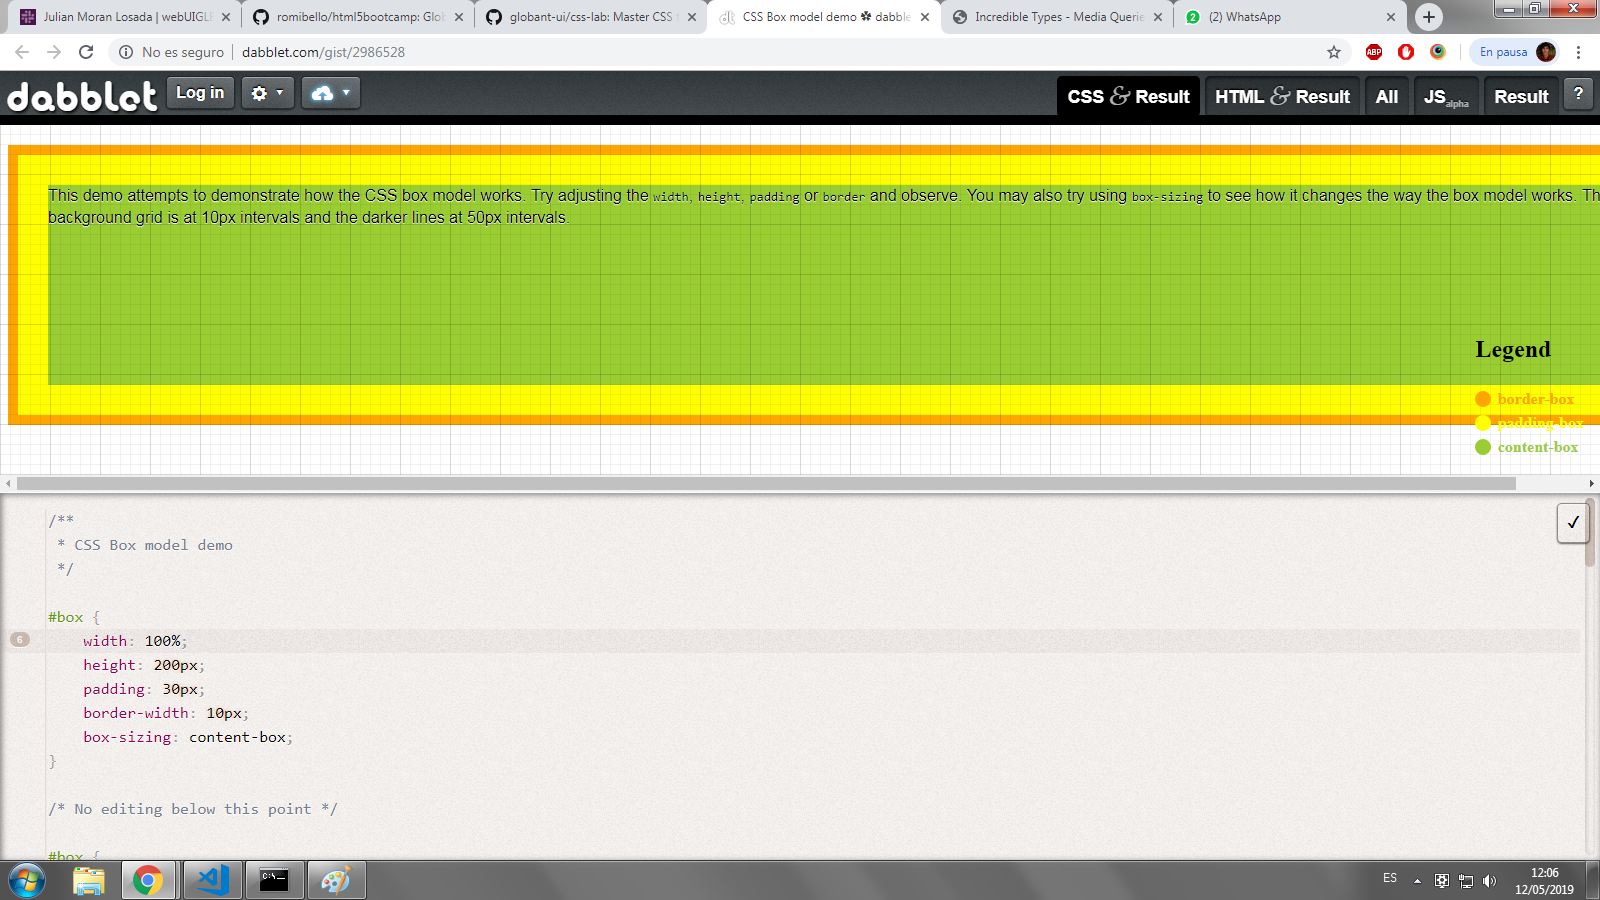 Julian Moran Losada | webUIGLE
romibello/html5bootcamp: Glob
globant-ui/css-lab: Master CSS
CSS Box model demo ✽ dabble
Incredible Types - Media Querie
(2) WhatsApp
No es seguro | dabblet.com/gist/2986528
ABP
En pausa
dabblet
Log in
CSS & Result
HTML & Result
All
JS alpha
Result
?
This demo attempts to demonstrate how the CSS box model works. Try adjusting the width, height, padding or border and observe. You may also try using box-sizing to see how it changes the way the box model works. Th
background grid is at 10px intervals and the darker lines at 50px intervals.
Legend
border-box
padding-box
content-box
/**
* CSS Box model demo
*/
#box {
6
width: 100%;
height: 200px;
padding: 30px;
border-width: 10px;
box-sizing: content-box;
}
/* No editing below this point */
#box {
ES
12:06
12/05/2019